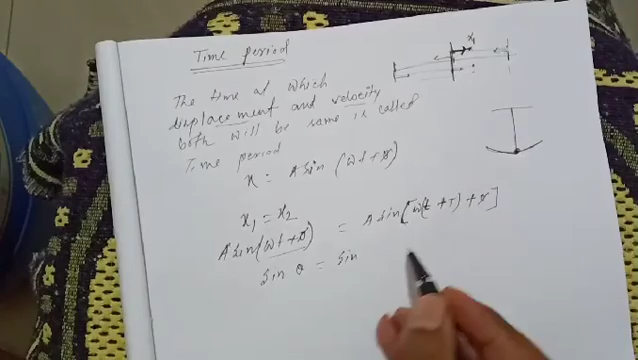 Time period
x₁
The time at which
displacement and velocity
both will be same is called
Time period
x = A sin (ωt+ø)
x₁ = x₂
A sin(ωt+ø) = A sin[ω(t+T)+ø]
sin θ = sin